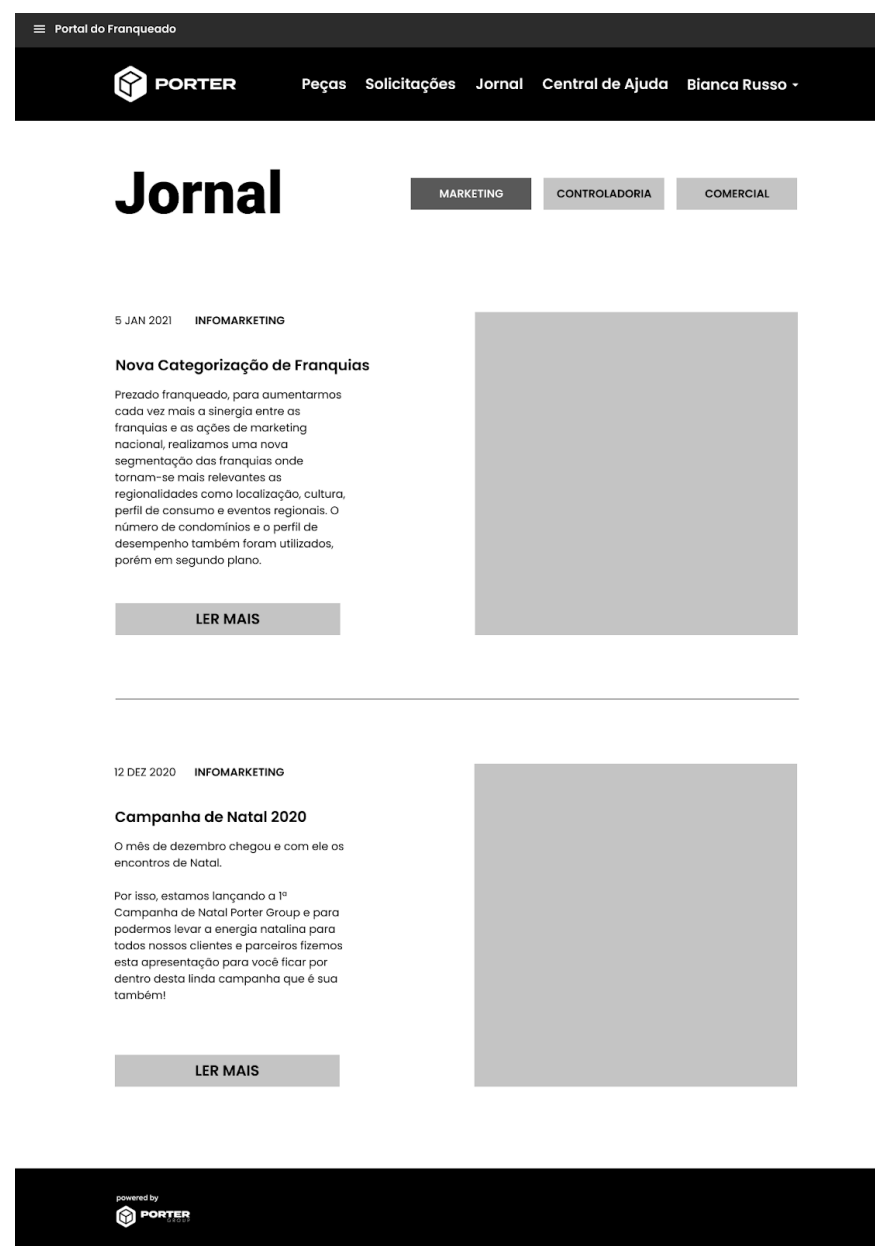 Portal do Franqueado
PORTER
Peças Solicitações Jornal Central de Ajuda Bianca Russo
Jornal
MARKETING CONTROLADORIA COMERCIAL
5 JAN 2021 INFOMARKETING
Nova Categorização de Franquias
Prezado franqueado, para aumentarmos
cada vez mais a sinergia entre as
franquias e as ações de marketing
nacional, realizamos uma nova
segmentação das franquias onde
tornam-se mais relevantes as
regionalidades como localização, cultura,
perfil de consumo e eventos regionais. O
número de condomínios e o perfil de
desempenho também foram utilizados,
porém em segundo plano.
LER MAIS
12 DEZ 2020 INFOMARKETING
Campanha de Natal 2020
O mês de dezembro chegou e com ele os
encontros de Natal.
Por isso, estamos lançando a 1ª
Campanha de Natal Porter Group e para
podermos levar a energia natalina para
todos nossos clientes e parceiros fizemos
esta apresentação para você ficar por
dentro desta linda campanha que é sua
também!
LER MAIS
powered by
PORTER
GROUP